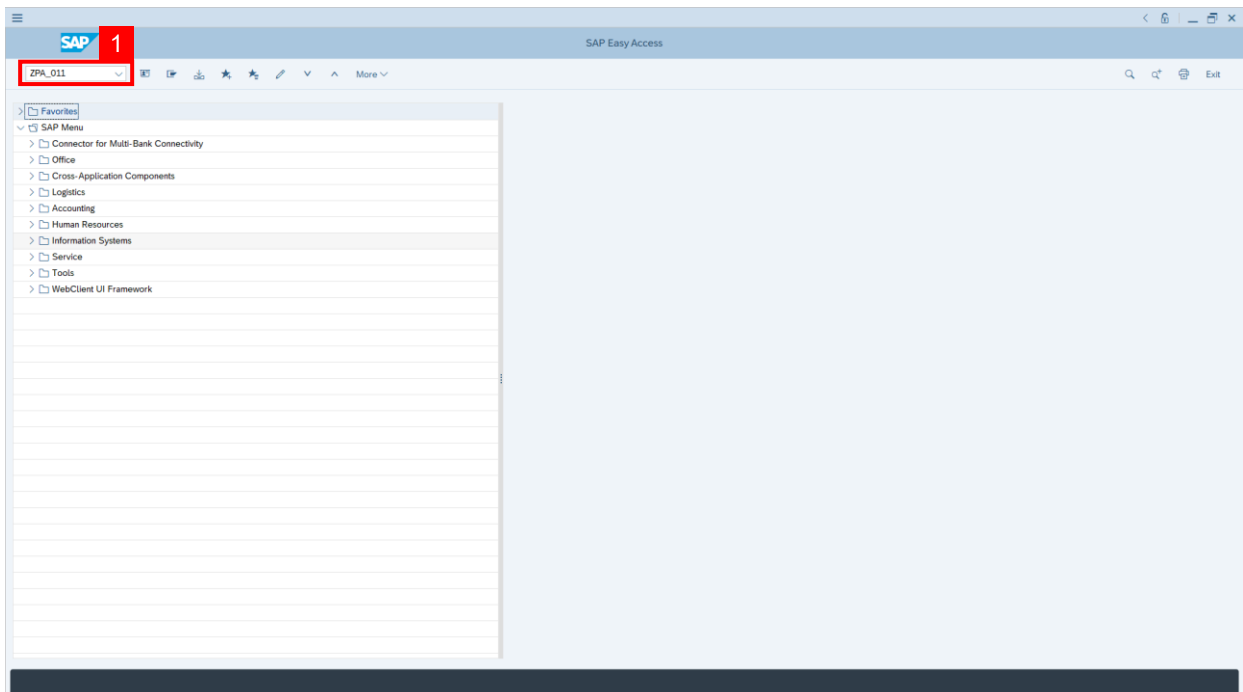 SAP 1 SAP Easy Access
ZPA_011 More Exit
Favorites
SAP Menu
Connector for Multi-Bank Connectivity
Office
Cross-Application Components
Logistics
Accounting
Human Resources
Information Systems
Service
Tools
WebClient UI Framework